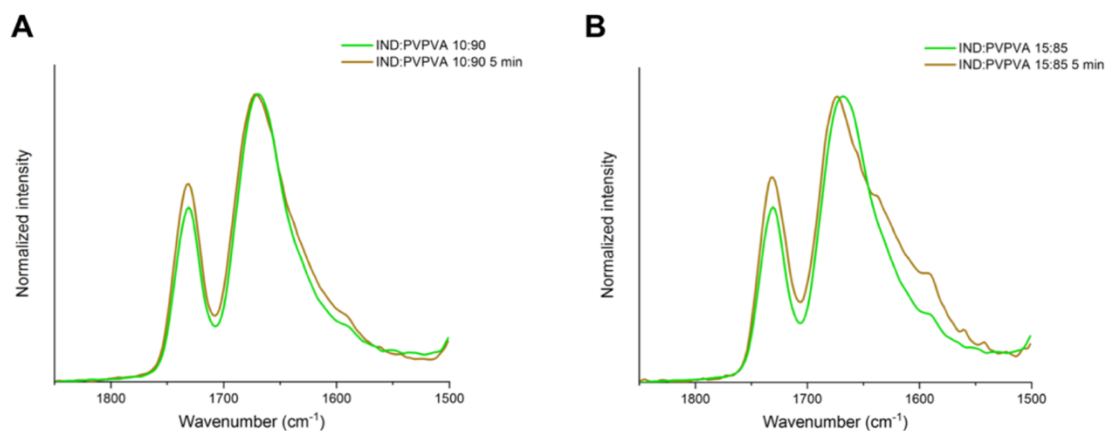 A
IND:PVPVA 10:90
IND:PVPVA 10:90 5 min
Normalized intensity
1800
1700
1600
1500
Wavenumber (cm⁻¹)
B
IND:PVPVA 15:85
IND:PVPVA 15:85 5 min
Normalized intensity
1800
1700
1600
1500
Wavenumber (cm⁻¹)